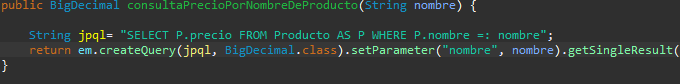 public BigDecimal consultaPrecioPorNombreDeProducto(String nombre) {
String jpql= "SELECT P.precio FROM Producto AS P WHERE P.nombre =: nombre";
return em.createQuery(jpql, BigDecimal.class).setParameter("nombre", nombre).getSingleResult(
}